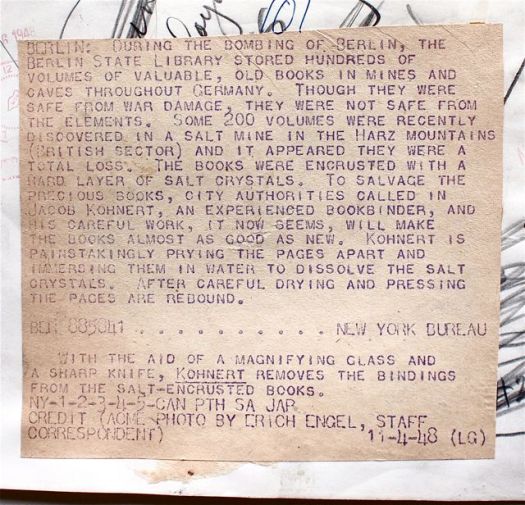 BERLIN: DURING THE BOMBING OF BERLIN, THE
BERLIN STATE LIBRARY STORED HUNDREDS OF
VOLUMES OF VALUABLE, OLD BOOKS IN MINES AND
CAVES THROUGHOUT GERMANY. THOUGH THEY WERE
SAFE FROM WAR DAMAGE, THEY WERE NOT SAFE FROM
THE ELEMENTS. SOME 200 VOLUMES WERE RECENTLY
DISCOVERED IN A SALT MINE IN THE HARZ MOUNTAINS
(BRITISH SECTOR) AND IT APPEARED THEY WERE A
TOTAL LOSS. THE BOOKS WERE ENCRUSTED WITH A
HARD LAYER OF SALT CRYSTALS. TO SALVAGE THE
PRECIOUS BOOKS, CITY AUTHORITIES CALLED IN
JACOB KOHNERT, AN EXPERIENCED BOOKBINDER, AND
HIS CAREFUL WORK, IT NOW SEEMS, WILL MAKE
THE BOOKS ALMOST AS GOOD AS NEW. KOHNERT IS
PAINSTAKINGLY PRYING THE PAGES APART AND
IMMERSING THEM IN WATER TO DISSOLVE THE SALT
CRYSTALS. AFTER CAREFUL DRYING AND PRESSING
THE PAGES ARE REBOUND.
BER 885041 . . . . . . . . . . NEW YORK BUREAU
WITH THE AID OF A MAGNIFYING GLASS AND
A SHARP KNIFE, KOHNERT REMOVES THE BINDINGS
FROM THE SALT-ENCRUSTED BOOKS.
NY-1-2-3-4-5-CAN PTH SA JAP
CREDIT (ACME PHOTO BY ERICH ENGEL, STAFF
CORRESPONDENT) 11-4-48 (LG)